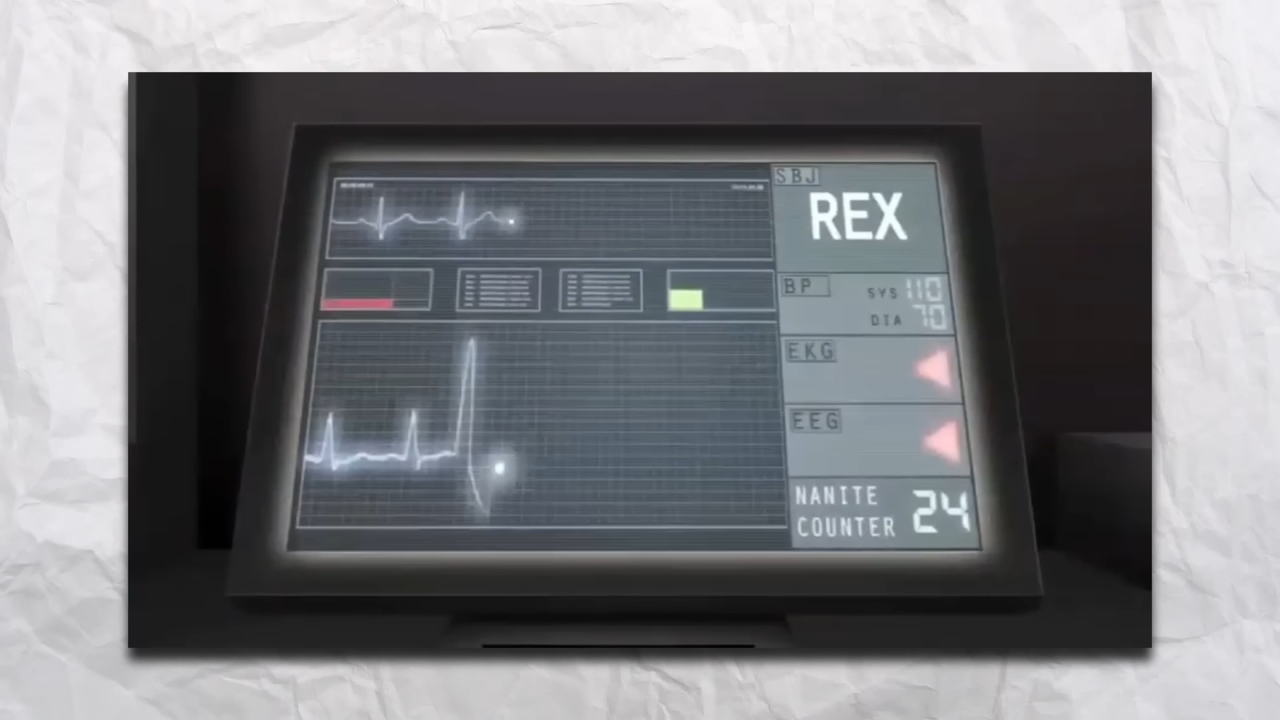 SBJ
REX
BP
SYS 110
DIA 70
EKG
EEG
NANITE
COUNTER 24